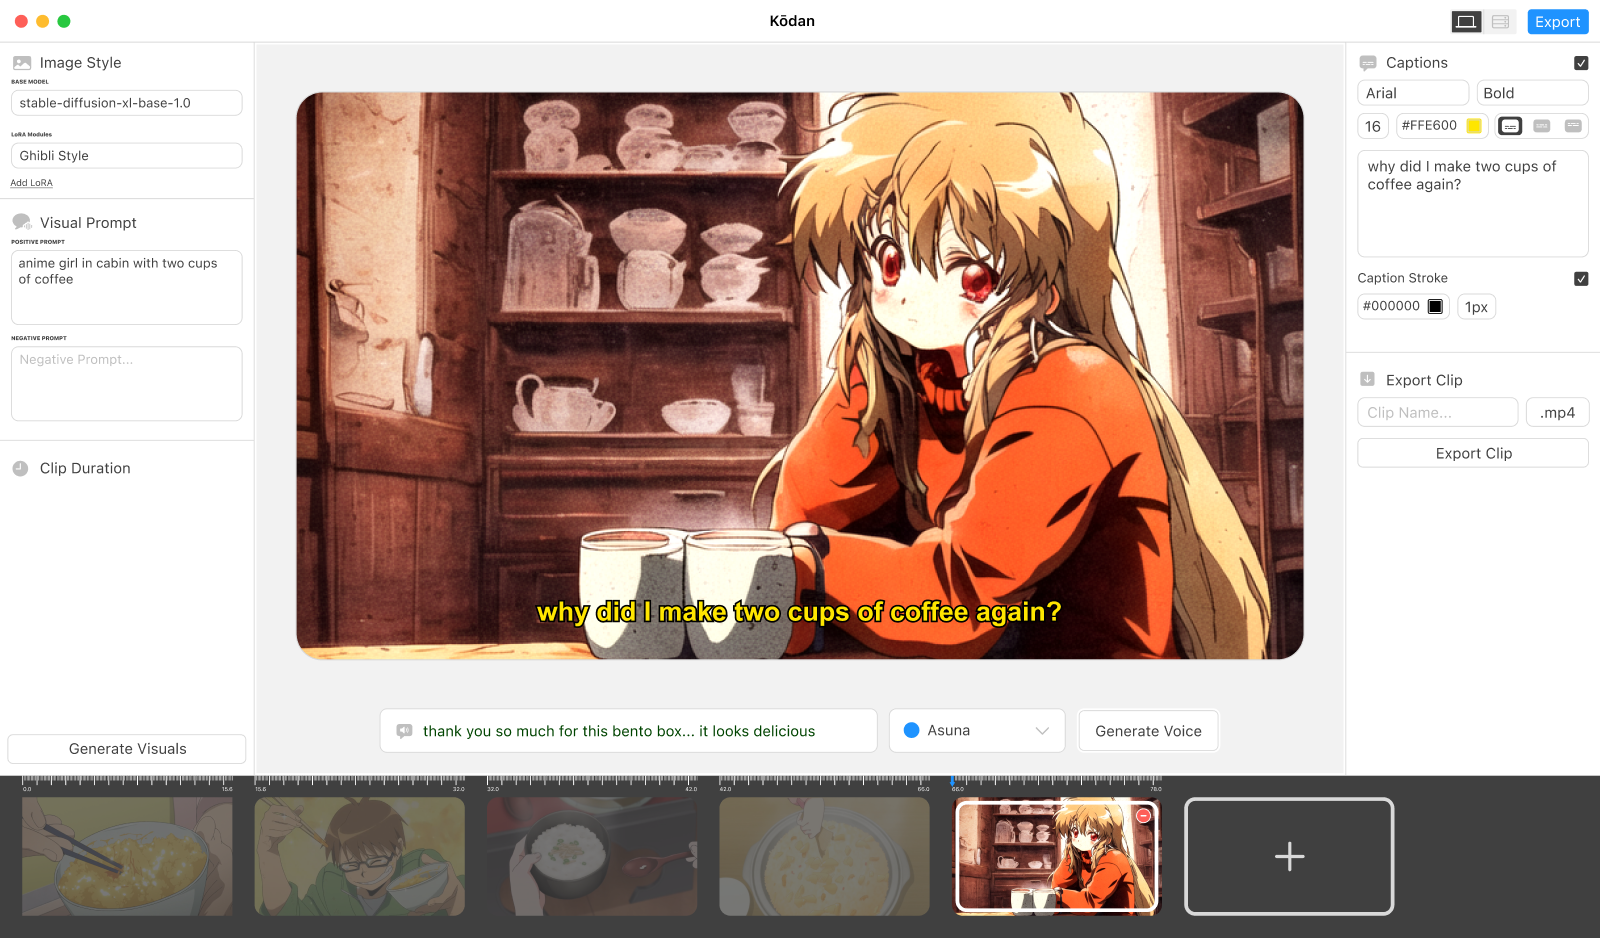 Kōdan
Export
Image Style
BASE MODEL
stable-diffusion-xl-base-1.0
LoRA Modules
Ghibli Style
Add LoRA
Visual Prompt
POSITIVE PROMPT
anime girl in cabin with two cups
of coffee
NEGATIVE PROMPT
Negative Prompt...
Clip Duration
Generate Visuals
why did I make two cups of coffee again?
thank you so much for this bento box... it looks delicious
Asuna
Generate Voice
Captions
Arial
Bold
16
#FFE600
why did I make two cups of
coffee again?
Caption Stroke
#000000
1px
Export Clip
Clip Name...
.mp4
Export Clip
0.0
15.6
15.6
32.0
32.0
42.0
42.0
66.0
66.0
78.0